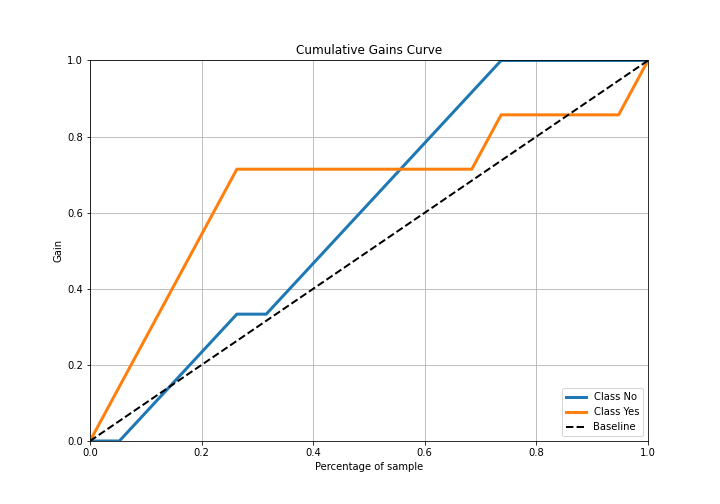 Cumulative Gains Curve
1.0
0.8
0.6
0.4
0.2
0.0
Gain
0.0 0.2 0.4 0.6 0.8 1.0
Percentage of sample
Class No
Class Yes
Baseline